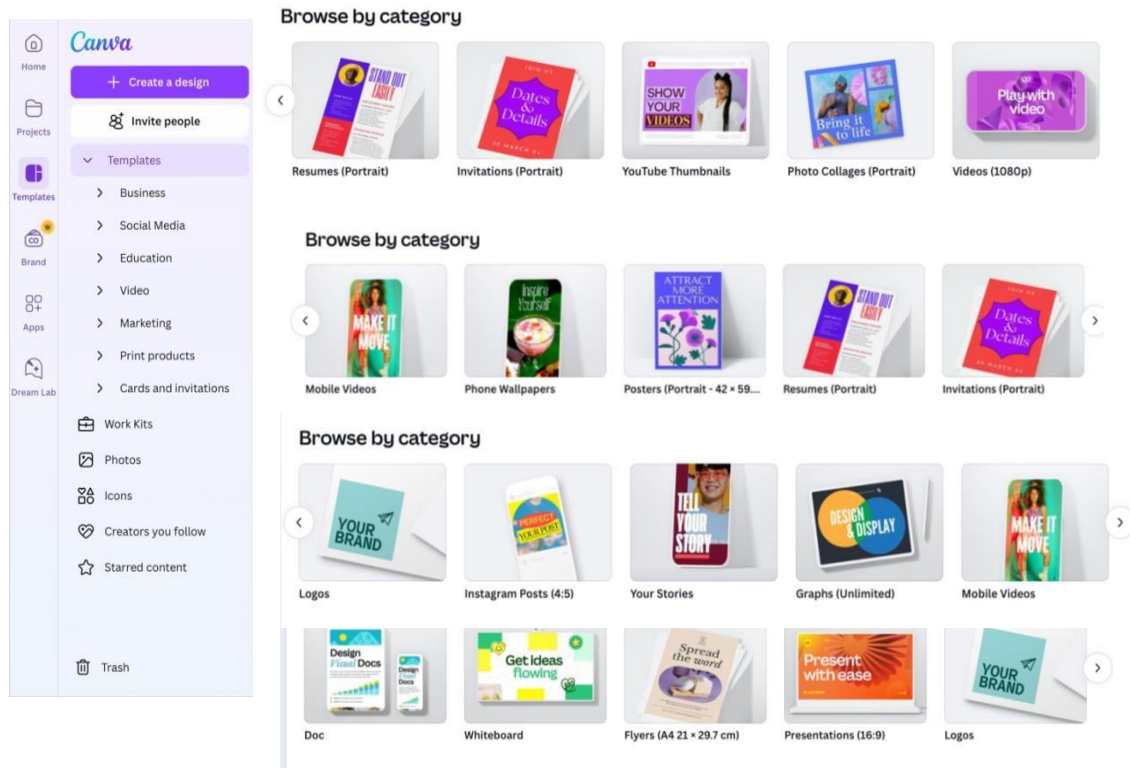 Home
Projects
Templates
Brand
Apps
Dream Lab
Canva
+ Create a design
Invite people
Templates
Business
Social Media
Education
Video
Marketing
Print products
Cards and invitations
Work Kits
Photos
Icons
Creators you follow
Starred content
Trash
Browse by category
STAND OUT
EASILY
JOIN US
Dates
&
Details
SHOW
YOUR
VIDEOS
Bring it
to life
Play with
video
Resumes (Portrait)
Invitations (Portrait)
YouTube Thumbnails
Photo Collages (Portrait)
Videos (1080p)
Browse by category
MAKE IT
MOVE
Inspire
Yourself
ATTRACT
MORE
ATTENTION
STAND OUT
EASILY
JOIN US
Dates
&
Details
Mobile Videos
Phone Wallpapers
Posters (Portrait - 42 × 59....
Resumes (Portrait)
Invitations (Portrait)
Browse by category
YOUR
BRAND
PERFECT
YOUR POST
TELL
YOUR
STORY
DESIGN
& DISPLAY
MAKE IT
MOVE
Logos
Instagram Posts (4:5)
Your Stories
Graphs (Unlimited)
Mobile Videos
Design
Visual Docs
Design
Visual
Docs
Get ideas
flowing
Spread
the word
Present
with ease
YOUR
BRAND
Doc
Whiteboard
Flyers (A4 21 × 29.7 cm)
Presentations (16:9)
Logos